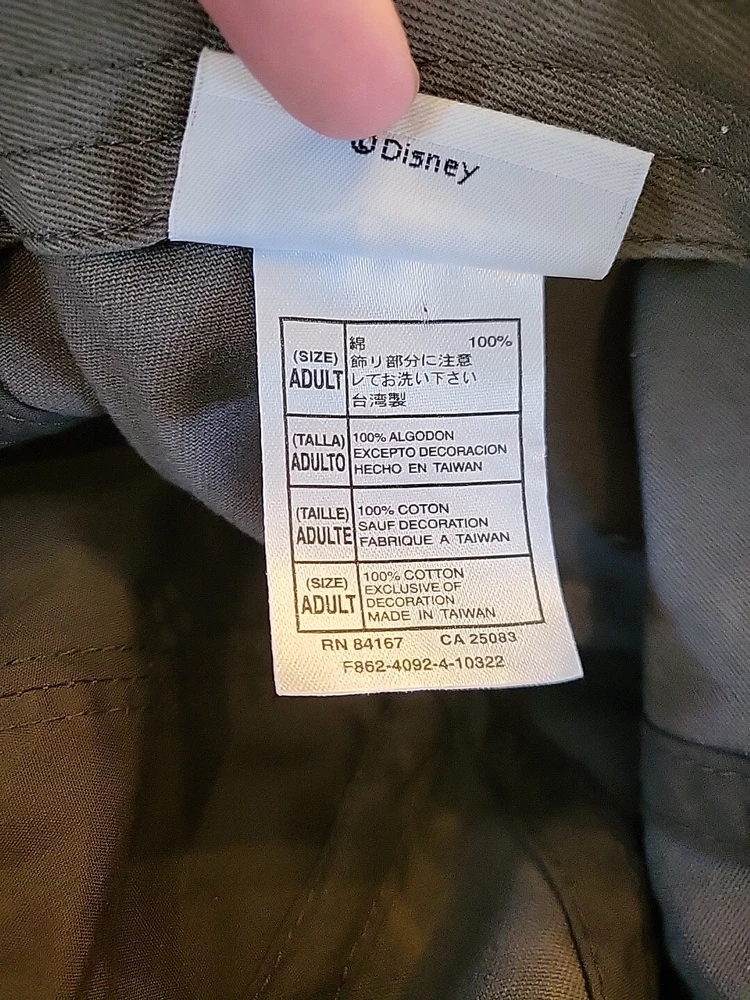 ©Disney
(SIZE)
ADULT
綿 100%
飾り部分に注意
してお洗い下さい
台湾製
(TALLA)
ADULTO
100% ALGODON
EXCEPTO DECORACION
HECHO EN TAIWAN
(TAILLE)
ADULTE
100% COTON
SAUF DECORATION
FABRIQUE A TAIWAN
(SIZE)
ADULT
100% COTTON
EXCLUSIVE OF
DECORATION
MADE IN TAIWAN
RN 84167 CA 25083
F862-4092-4-10322